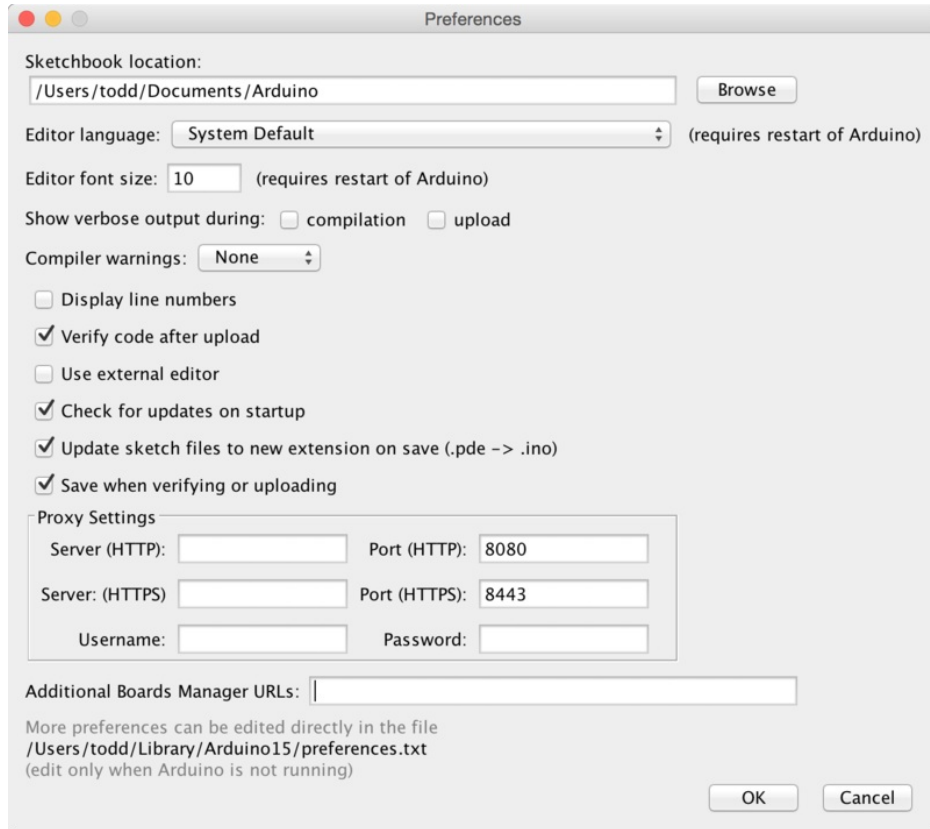 Preferences
Sketchbook location:
/Users/todd/Documents/Arduino Browse
Editor language: System Default (requires restart of Arduino)
Editor font size: 10 (requires restart of Arduino)
Show verbose output during: compilation upload
Compiler warnings: None
Display line numbers
Verify code after upload
Use external editor
Check for updates on startup
Update sketch files to new extension on save (.pde -> .ino)
Save when verifying or uploading
Proxy Settings
Server (HTTP): Port (HTTP): 8080
Server: (HTTPS) Port (HTTPS): 8443
Username: Password:
Additional Boards Manager URLs:
More preferences can be edited directly in the file
/Users/todd/Library/Arduino15/preferences.txt
(edit only when Arduino is not running)
OK Cancel